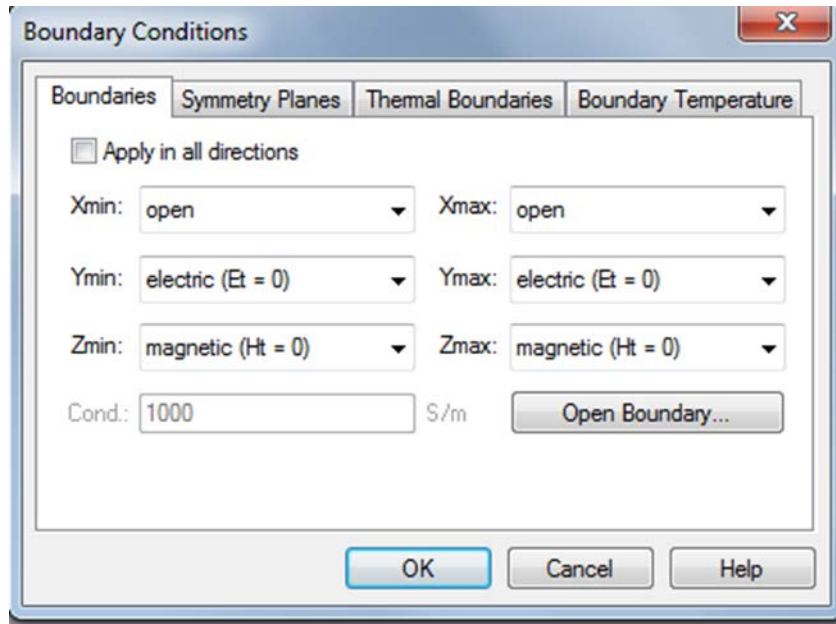 Boundary Conditions
Boundaries Symmetry Planes Thermal Boundaries Boundary Temperature
Apply in all directions
Xmin: open Xmax: open
Ymin: electric (Et = 0) Ymax: electric (Et = 0)
Zmin: magnetic (Ht = 0) Zmax: magnetic (Ht = 0)
Cond.: 1000 S/m Open Boundary...
OK Cancel Help